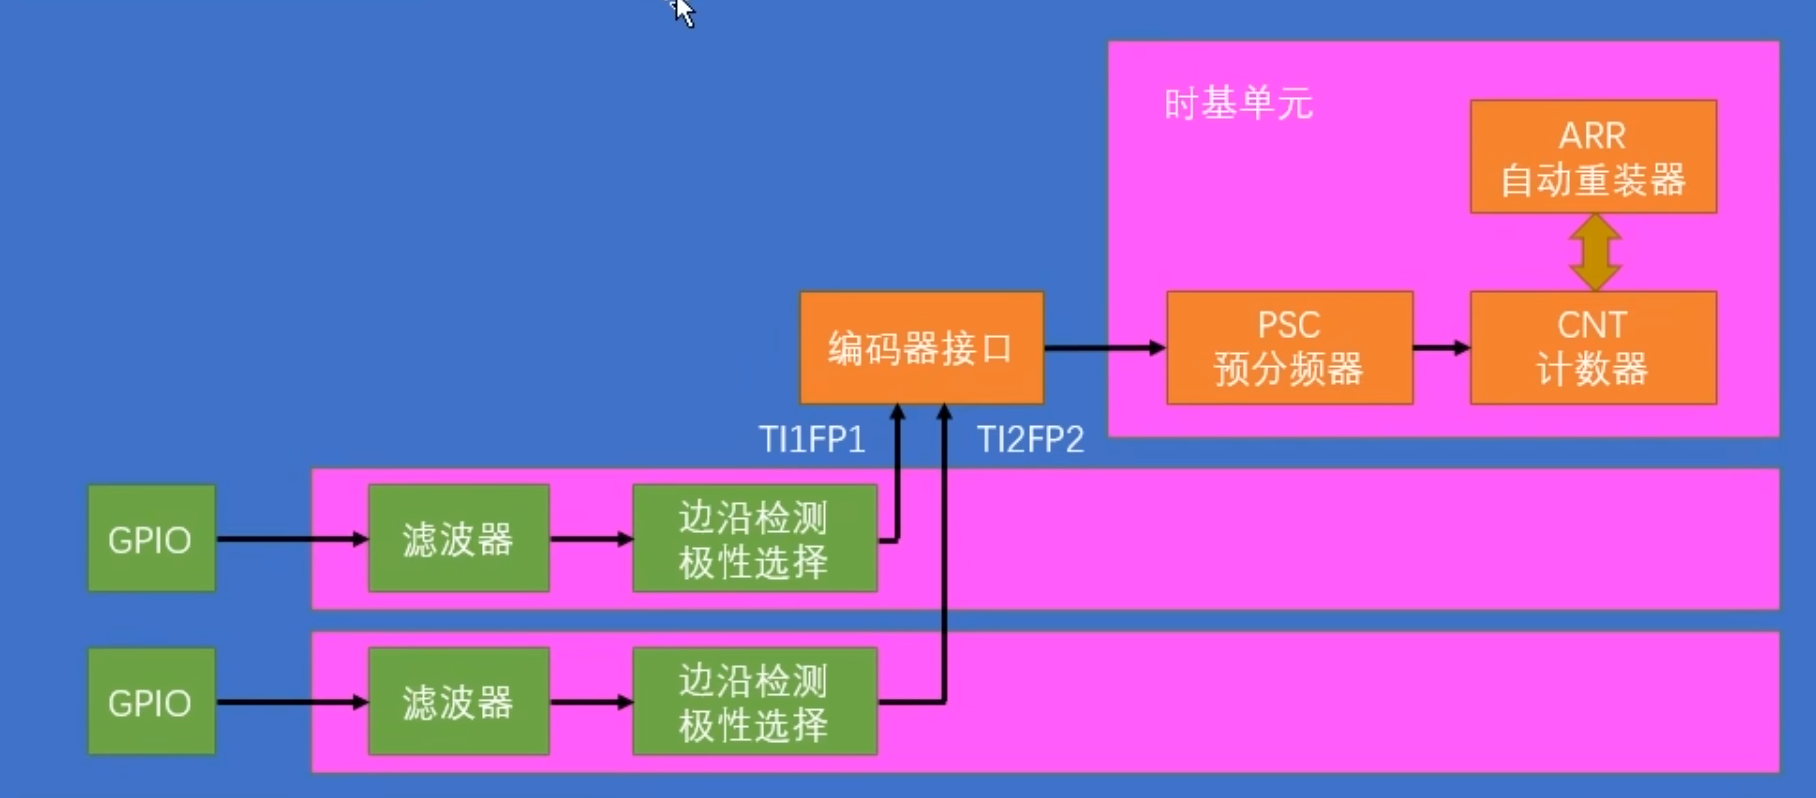 时基单元
ARR
自动重装器
编码器接口
PSC
预分频器
CNT
计数器
TI1FP1
TI2FP2
GPIO
滤波器
边沿检测
极性选择
GPIO
滤波器
边沿检测
极性选择